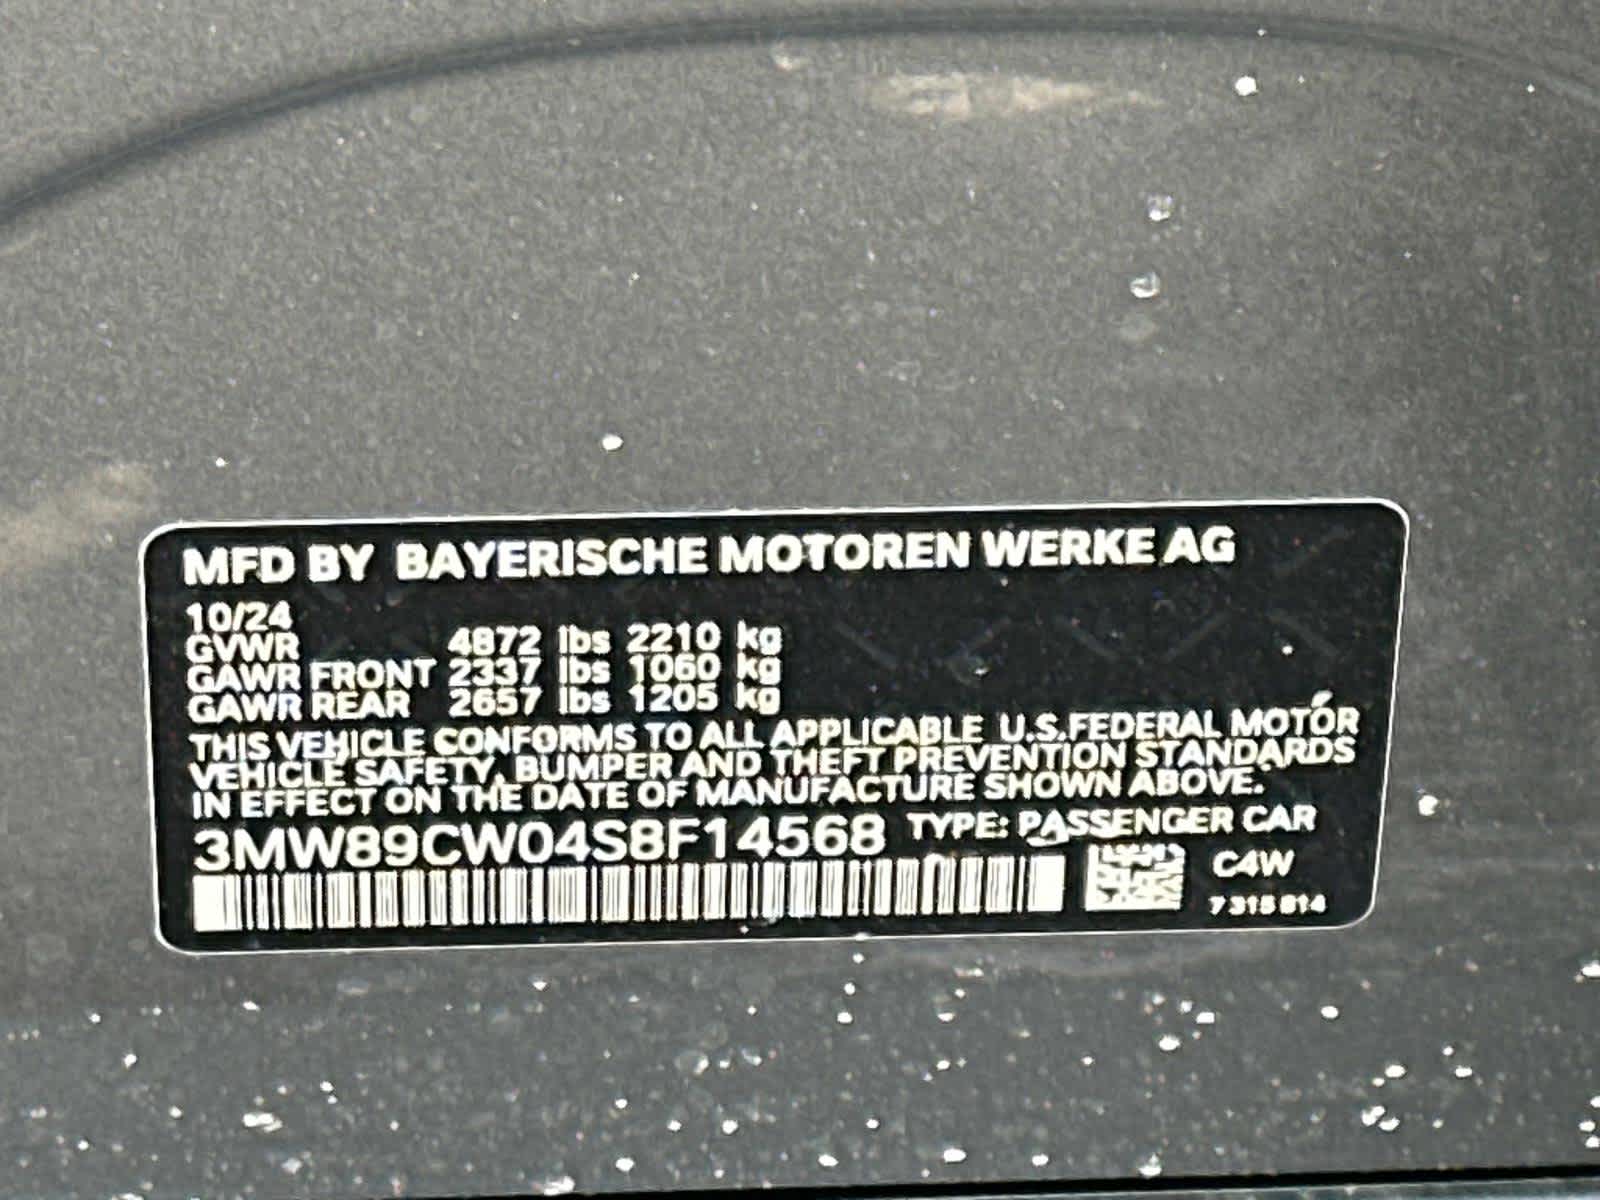 MFD BY BAYERISCHE MOTOREN WERKE AG
10/24
GVWR 4872 lbs 2210 kg
GAWR FRONT 2337 lbs 1060 kg
GAWR REAR 2657 lbs 1205 kg
THIS VEHICLE CONFORMS TO ALL APPLICABLE U.S.FEDERAL MOTOR
VEHICLE SAFETY, BUMPER AND THEFT PREVENTION STANDARDS
IN EFFECT ON THE DATE OF MANUFACTURE SHOWN ABOVE.
3MW89CW04S8F14568 TYPE: PASSENGER CAR
C4W
7 315 814